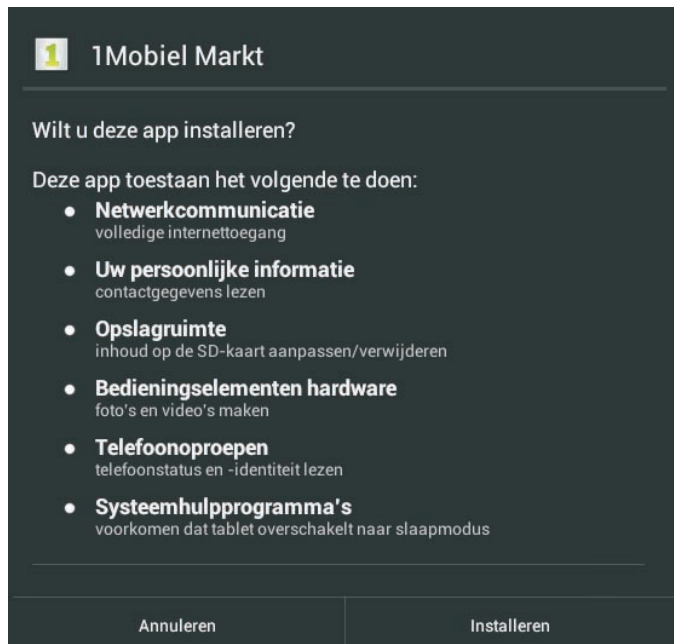 1 1Mobiel Markt
Wilt u deze app installeren?
Deze app toestaan het volgende te doen:
● Netwerkcommunicatie
volledige internettoegang
● Uw persoonlijke informatie
contactgegevens lezen
● Opslagruimte
inhoud op de SD-kaart aanpassen/verwijderen
● Bedieningselementen hardware
foto's en video's maken
● Telefoonoproepen
telefoonstatus en -identiteit lezen
● Systeemhulpprogramma's
voorkomen dat tablet overschakelt naar slaapmodus
Annuleren Installeren